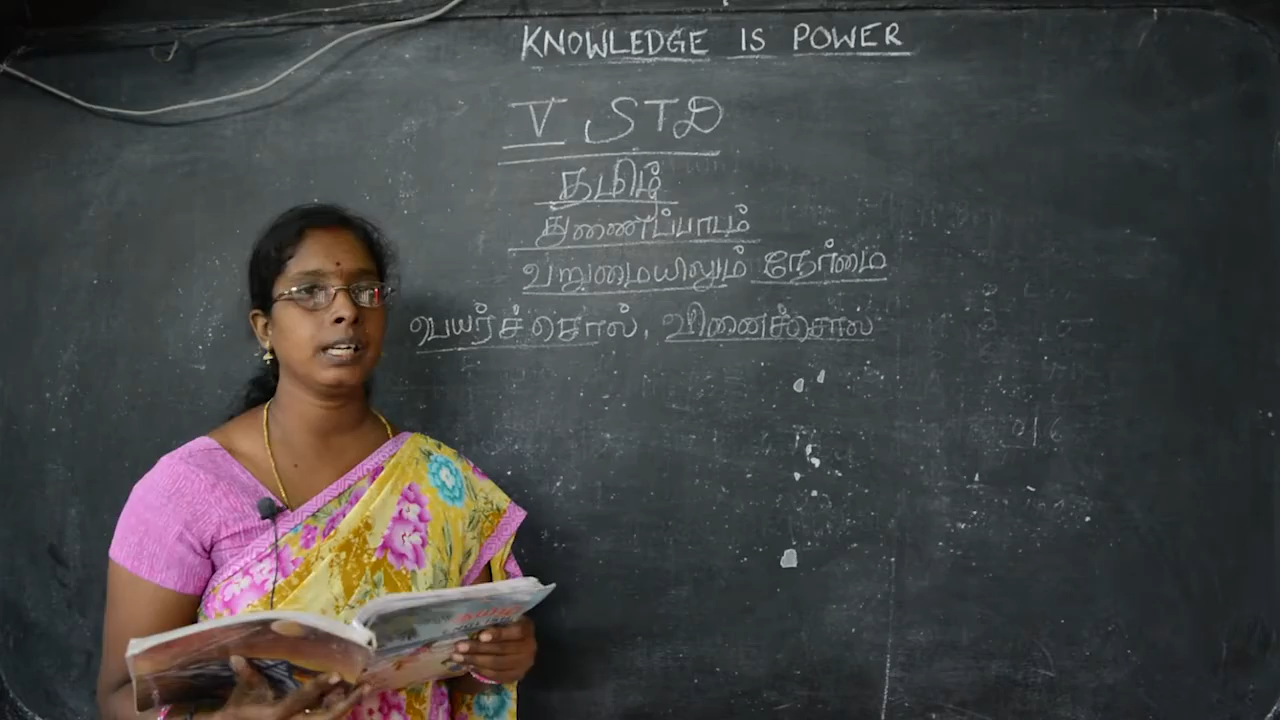 KNOWLEDGE IS POWER
V STD
தமிழ்
துணைப்பாடம்
வறுமையிலும் நேர்மை
பெயர்ச்சொல், வினைச்சொல்